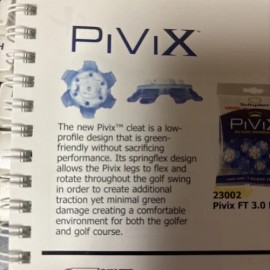 PiViX
The new Pivix™ cleat is a low-
profile design that is green-
friendly without sacrificing
performance. Its springflex design
allows the Pivix legs to flex and
rotate throughout the golf swing
in order to create additional
traction yet minimal green
damage creating a comfortable
environment for both the golfer
and golf course.
PiVi
23002
Pivix FT 3.0